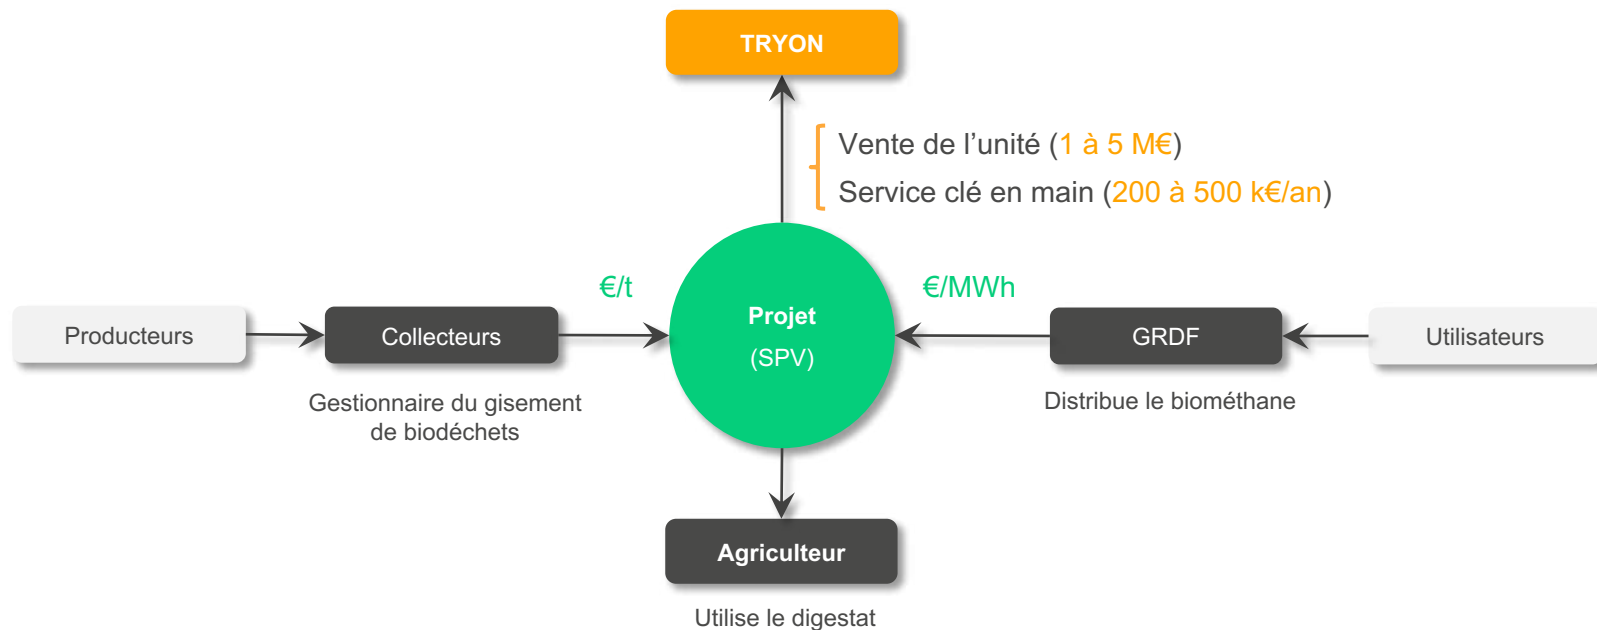 TRYON
Vente de l’unité (1 à 5 M€)
Service clé en main (200 à 500 k€/an)
€/t
€/MWh
Producteurs
Collecteurs
Projet
(SPV)
GRDF
Utilisateurs
Gestionnaire du gisement
de biodéchets
Distribue le biométhane
Agriculteur
Utilise le digestat